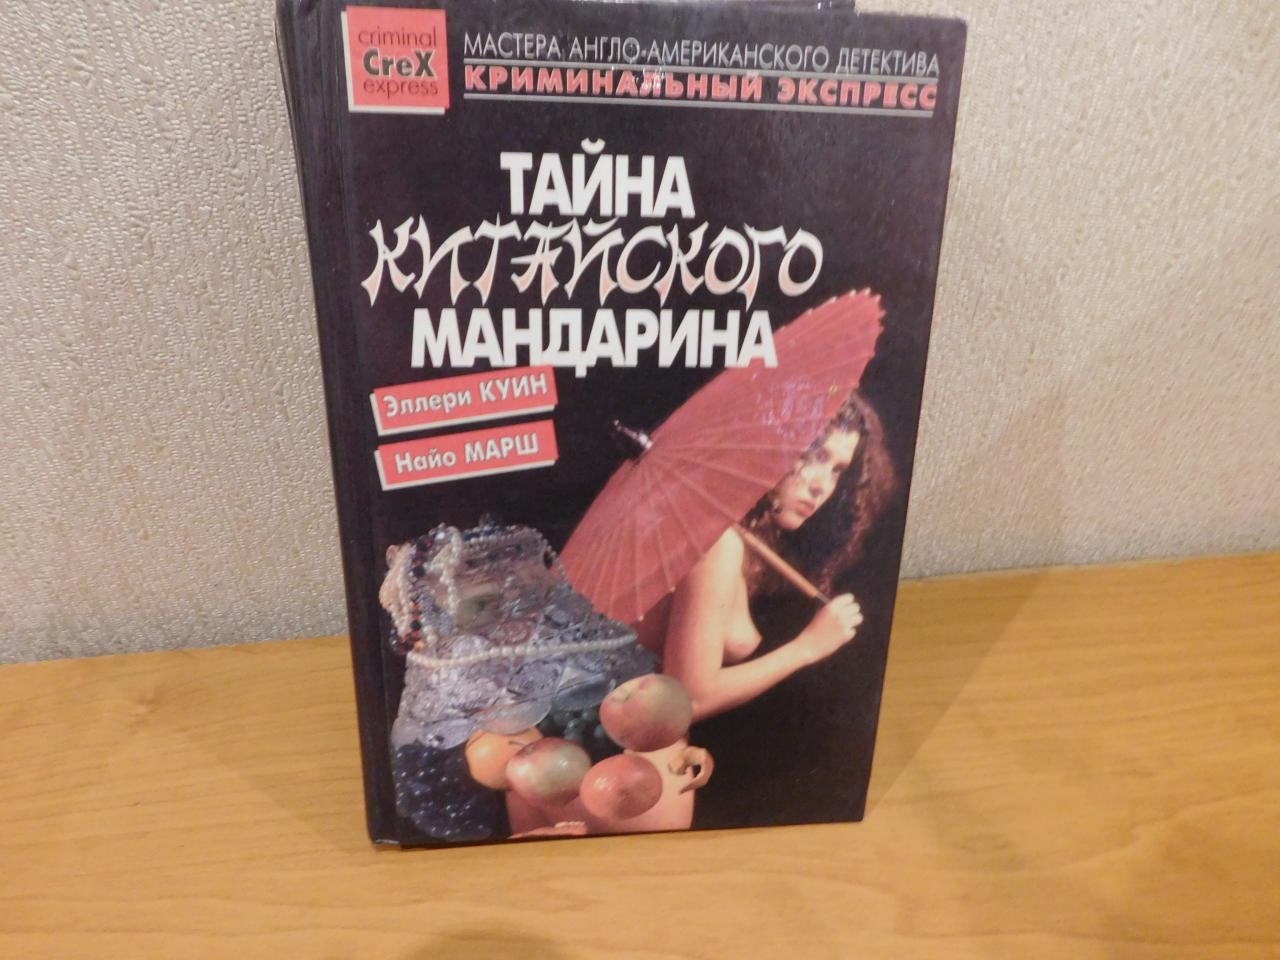 criminal
CreX
express
МАСТЕРА АНГЛО-АМЕРИКАНСКОГО ДЕТЕКТИВА
КРИМИНАЛЬНЫЙ ЭКСПРЕСС
ТАЙНА
КИТАЙСКОГО
МАНДАРИНА
Эллери КУИН
Найо МАРШ